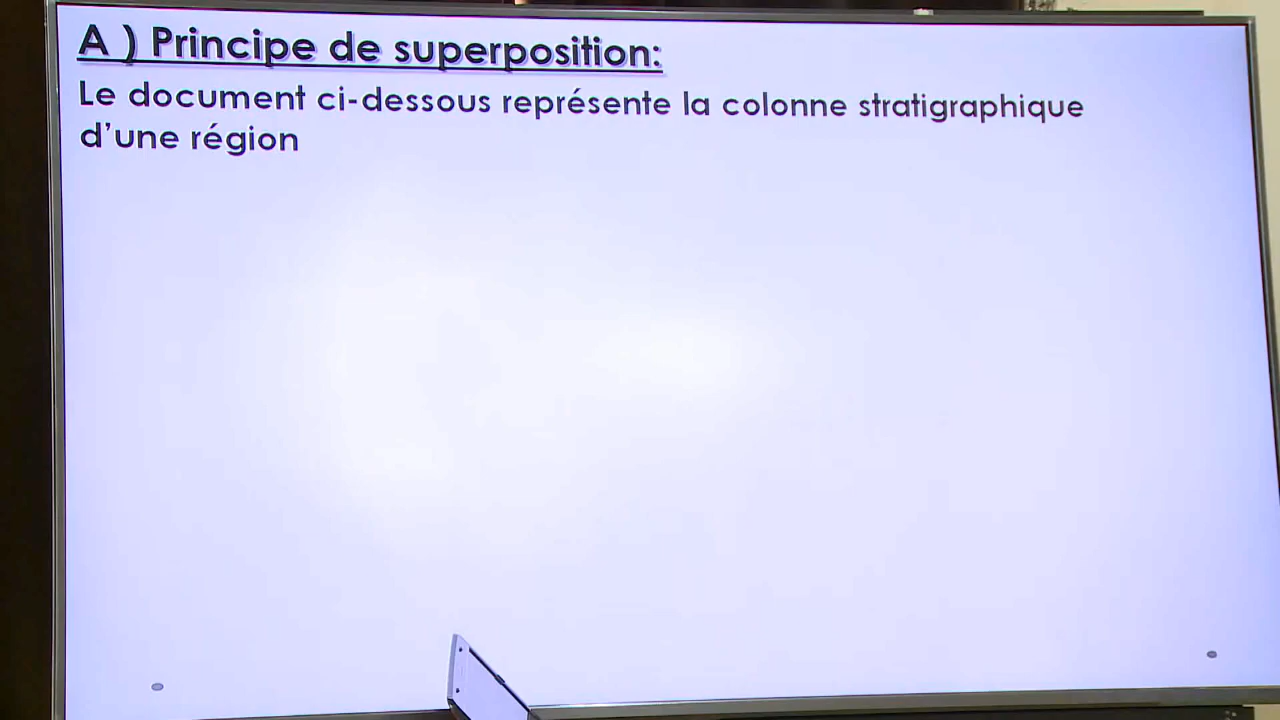 A ) Principe de superposition:
Le document ci-dessous représente la colonne stratigraphique
d’une région